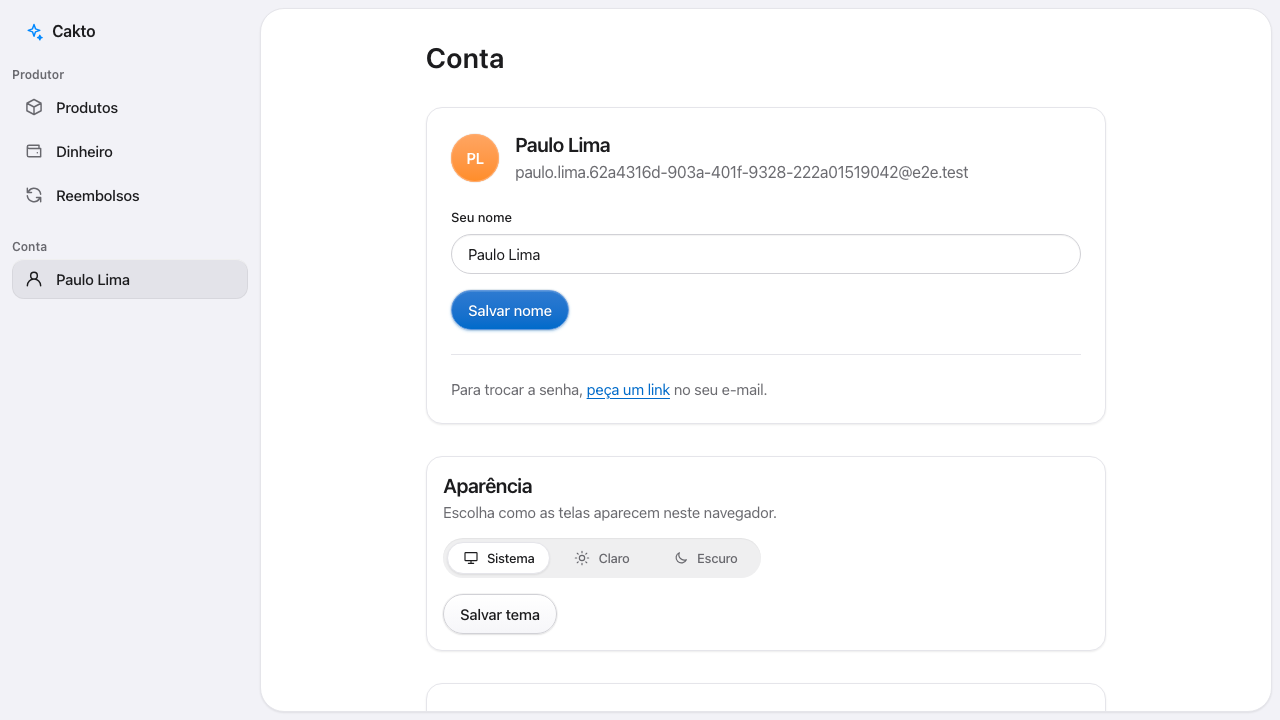 Cakto
Produtor
Produtos
Dinheiro
Reembolsos
Conta
Paulo Lima
Conta
PL
Paulo Lima
paulo.lima.62a4316d-903a-401f-9328-222a01519042@e2e.test
Seu nome
Paulo Lima
Salvar nome
Para trocar a senha, peça um link no seu e-mail.
Aparência
Escolha como as telas aparecem neste navegador.
Sistema
Claro
Escuro
Salvar tema